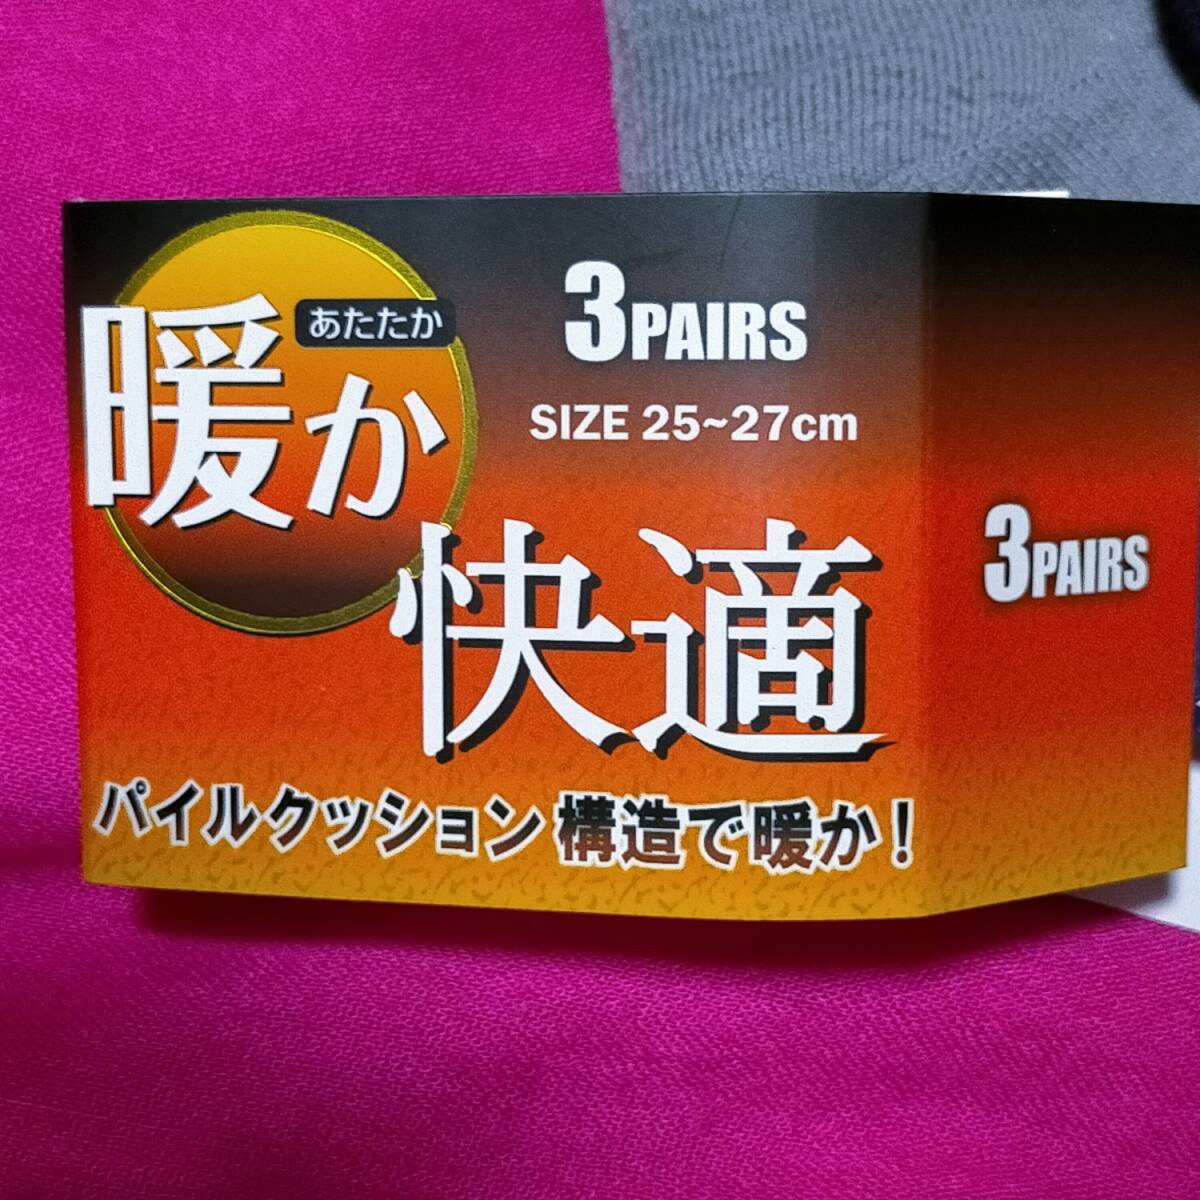 あたたか
暖か
3PAIRS
SIZE 25~27cm
快適
パイルクッション構造で暖か!
3PAIRS